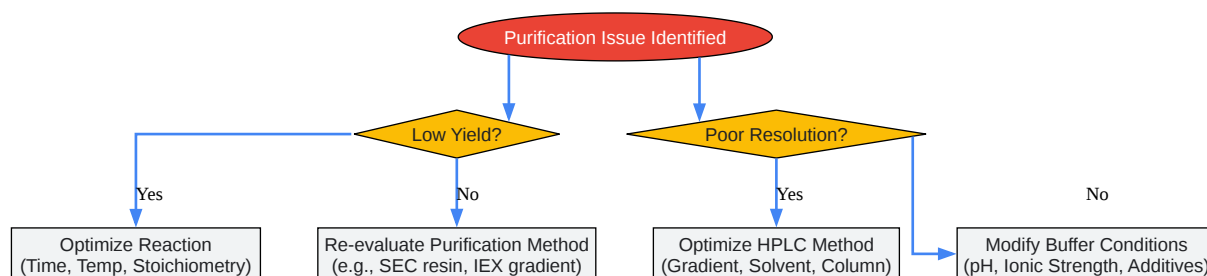 Purification Issue Identified
Low Yield?
Poor Resolution?
Yes
No
Yes
No
Optimize Reaction
(Time, Temp, Stoichiometry)
Re-evaluate Purification Method
(e.g., SEC resin, IEX gradient)
Optimize HPLC Method
(Gradient, Solvent, Column)
Modify Buffer Conditions
(pH, Ionic Strength, Additives)